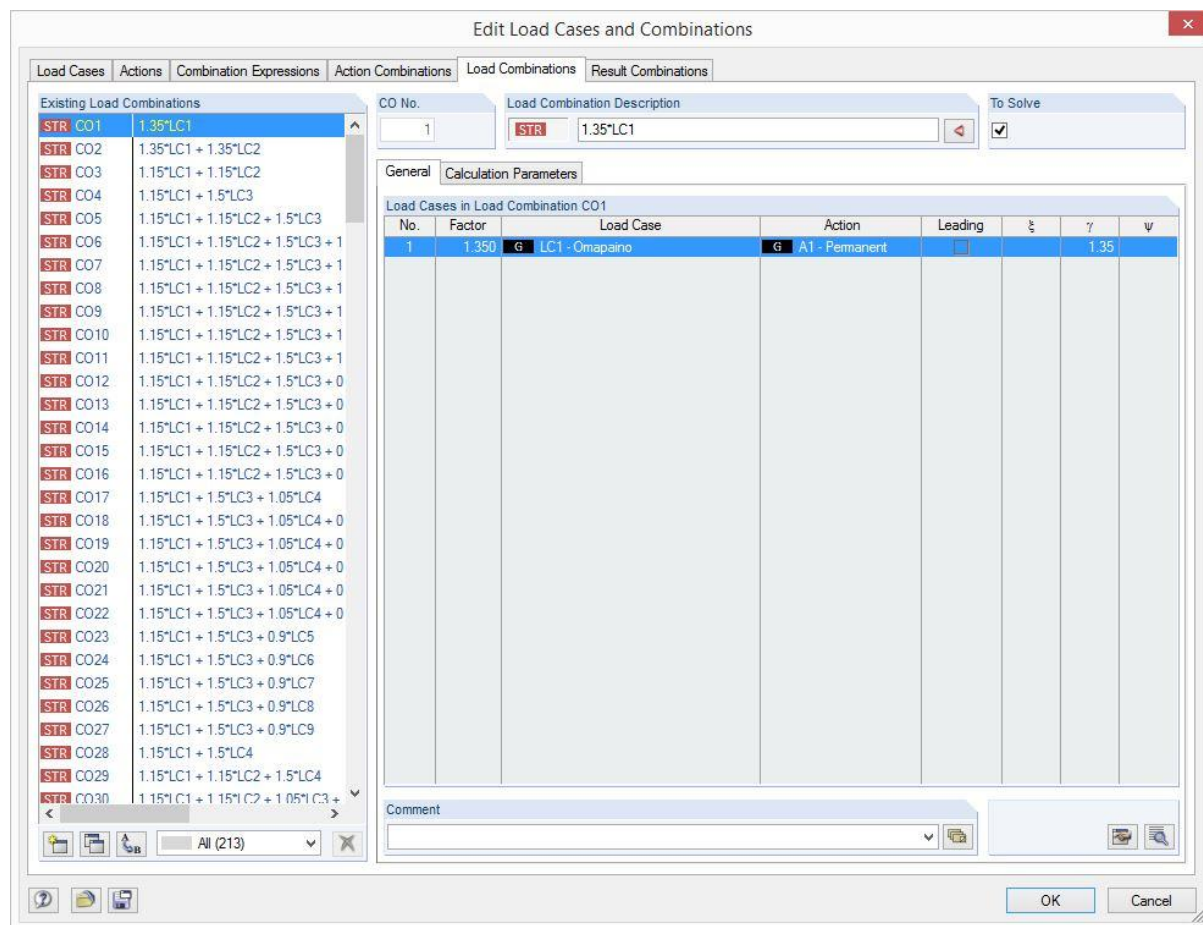 Edit Load Cases and Combinations
Load Cases Actions Combination Expressions Action Combinations Load Combinations Result Combinations
Existing Load Combinations
STR CO1 1.35*LC1
STR CO2 1.35*LC1 + 1.35*LC2
STR CO3 1.15*LC1 + 1.15*LC2
STR CO4 1.15*LC1 + 1.5*LC3
STR CO5 1.15*LC1 + 1.15*LC2 + 1.5*LC3
STR CO6 1.15*LC1 + 1.15*LC2 + 1.5*LC3 + 1
STR CO7 1.15*LC1 + 1.15*LC2 + 1.5*LC3 + 1
STR CO8 1.15*LC1 + 1.15*LC2 + 1.5*LC3 + 1
STR CO9 1.15*LC1 + 1.15*LC2 + 1.5*LC3 + 1
STR CO10 1.15*LC1 + 1.15*LC2 + 1.5*LC3 + 1
STR CO11 1.15*LC1 + 1.15*LC2 + 1.5*LC3 + 1
STR CO12 1.15*LC1 + 1.15*LC2 + 1.5*LC3 + 0
STR CO13 1.15*LC1 + 1.15*LC2 + 1.5*LC3 + 0
STR CO14 1.15*LC1 + 1.15*LC2 + 1.5*LC3 + 0
STR CO15 1.15*LC1 + 1.15*LC2 + 1.5*LC3 + 0
STR CO16 1.15*LC1 + 1.15*LC2 + 1.5*LC3 + 0
STR CO17 1.15*LC1 + 1.5*LC3 + 1.05*LC4
STR CO18 1.15*LC1 + 1.5*LC3 + 1.05*LC4 + 0
STR CO19 1.15*LC1 + 1.5*LC3 + 1.05*LC4 + 0
STR CO20 1.15*LC1 + 1.5*LC3 + 1.05*LC4 + 0
STR CO21 1.15*LC1 + 1.5*LC3 + 1.05*LC4 + 0
STR CO22 1.15*LC1 + 1.5*LC3 + 1.05*LC4 + 0
STR CO23 1.15*LC1 + 1.5*LC3 + 0.9*LC5
STR CO24 1.15*LC1 + 1.5*LC3 + 0.9*LC6
STR CO25 1.15*LC1 + 1.5*LC3 + 0.9*LC7
STR CO26 1.15*LC1 + 1.5*LC3 + 0.9*LC8
STR CO27 1.15*LC1 + 1.5*LC3 + 0.9*LC9
STR CO28 1.15*LC1 + 1.5*LC4
STR CO29 1.15*LC1 + 1.15*LC2 + 1.5*LC4
STR CO30 1.15*LC1 + 1.15*LC2 + 1.05*LC3 +
All (213)
CO No.
1
Load Combination Description
STR 1.35*LC1
To Solve
General Calculation Parameters
Load Cases in Load Combination CO1
No. Factor Load Case Action Leading ξ γ ψ
1 1.350 G LC1 - Omapaino G A1 - Permanent 1.35
Comment
OK Cancel